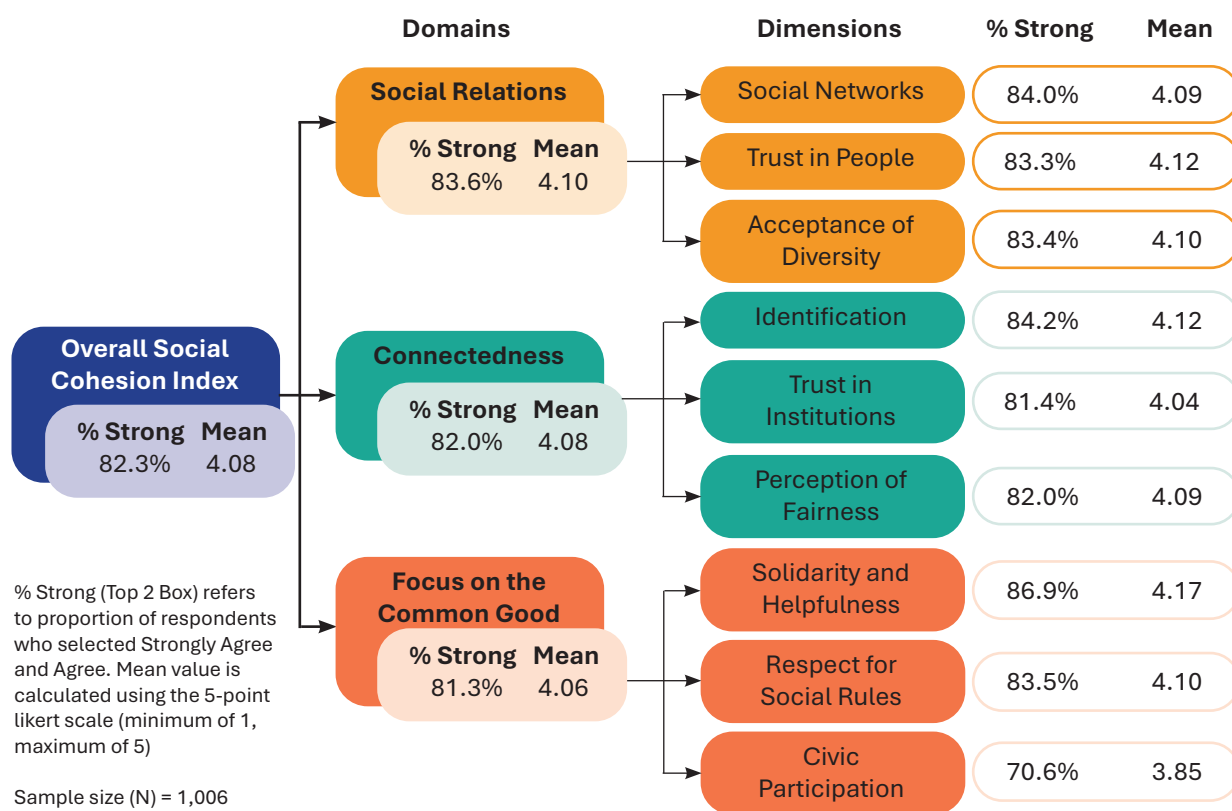 Domains
Dimensions
% Strong
Mean
Social Relations
% Strong Mean
83.6% 4.10
Social Networks
84.0% 4.09
Trust in People
83.3% 4.12
Acceptance of
Diversity
83.4% 4.10
Overall Social
Cohesion Index
% Strong Mean
82.3% 4.08
Connectedness
% Strong Mean
82.0% 4.08
Identification
84.2% 4.12
Trust in
Institutions
81.4% 4.04
Perception of
Fairness
82.0% 4.09
Focus on the
Common Good
% Strong Mean
81.3% 4.06
Solidarity and
Helpfulness
86.9% 4.17
Respect for
Social Rules
83.5% 4.10
Civic
Participation
70.6% 3.85
% Strong (Top 2 Box) refers
to proportion of respondents
who selected Strongly Agree
and Agree. Mean value is
calculated using the 5-point
likert scale (minimum of 1,
maximum of 5)
Sample size (N) = 1,006